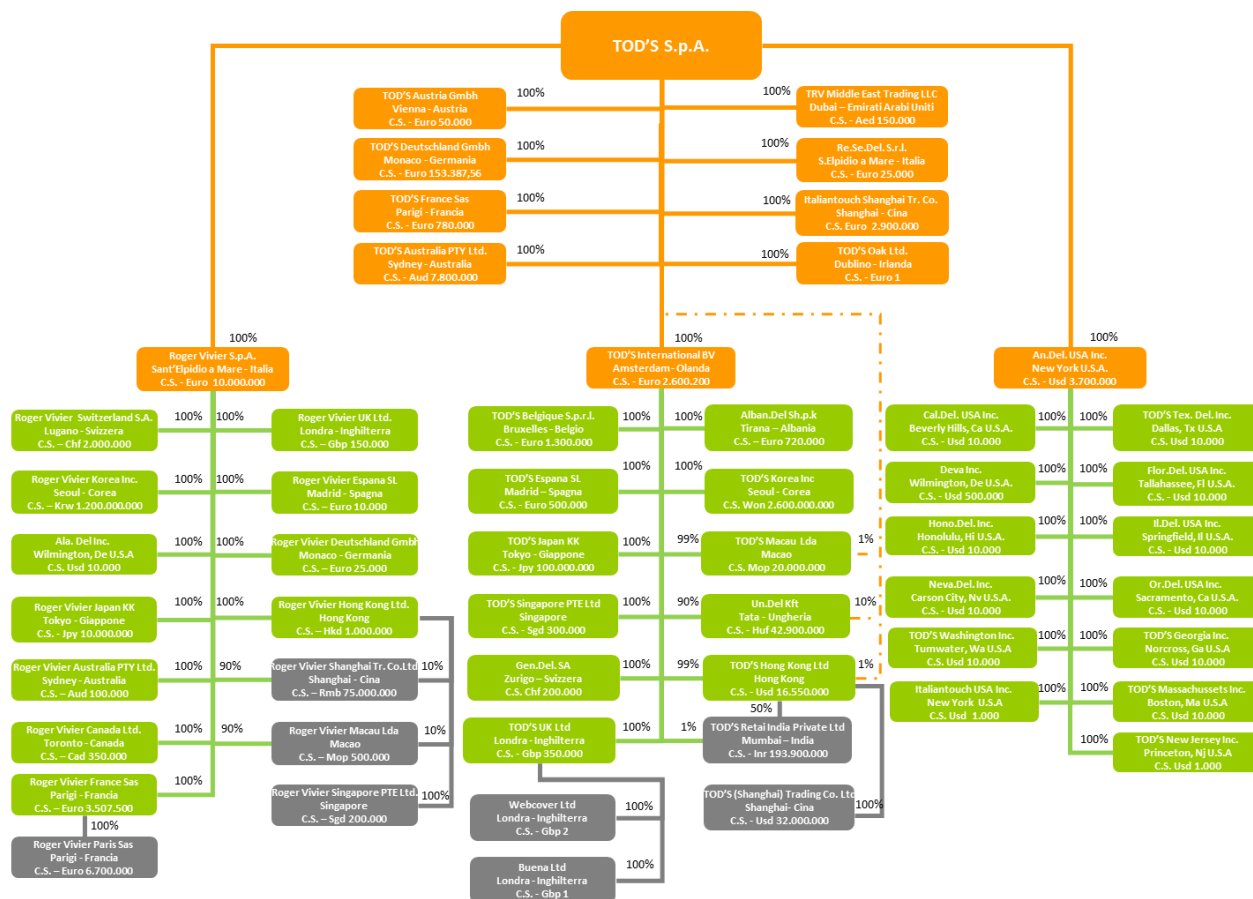 TOD'S S.p.A.
100%
TOD'S Austria Gmbh
Vienna - Austria
C.S. - Euro 50.000
100%
TRV Middle East Trading LLC
Dubai – Emirati Arabi Uniti
C.S. - Aed 150.000
100%
TOD'S Deutschland Gmbh
Monaco - Germania
C.S. - Euro 153.387,56
100%
Re.Se.Del. S.r.l.
S.Elpidio a Mare - Italia
C.S. - Euro 25.000
100%
TOD'S France Sas
Parigi - Francia
C.S. - Euro 780.000
100%
Italiantouch Shanghai Tr. Co.
Shanghai - Cina
C.S. Euro 2.900.000
100%
TOD'S Australia PTY Ltd.
Sydney - Australia
C.S. - Aud 7.800.000
100%
TOD'S Oak Ltd.
Dublino - Irlanda
C.S. - Euro 1
100%
Roger Vivier S.p.A.
Sant'Elpidio a Mare - Italia
C.S. - Euro 10.000.000
100%
TOD'S International BV
Amsterdam - Olanda
C.S. - Euro 2.600.200
100%
An.Del. USA Inc.
New York U.S.A.
C.S. - Usd 3.700.000
Roger Vivier Switzerland S.A.
Lugano - Svizzera
C.S. – Chf 2.000.000
100%
100%
Roger Vivier UK Ltd.
Londra - Inghilterra
C.S. - Gbp 150.000
Roger Vivier Korea Inc.
Seoul - Corea
C.S. – Krw 1.200.000.000
100%
100%
Roger Vivier Espana SL
Madrid - Spagna
C.S. - Euro 10.000
Ala. Del Inc.
Wilmington, De U.S.A
C.S. Usd 10.000
100%
100%
Roger Vivier Deutschland Gmbh
Monaco - Germania
C.S. - Euro 25.000
Roger Vivier Japan KK
Tokyo - Giappone
C.S. - Jpy 10.000.000
100%
100%
Roger Vivier Hong Kong Ltd.
Hong Kong
C.S. – Hkd 1.000.000
Roger Vivier Australia PTY Ltd.
Sydney - Australia
C.S. - Aud 100.000
100%
90%
Roger Vivier Shanghai Tr. Co.Ltd
Shanghai - Cina
C.S. – Rmb 75.000.000
10%
Roger Vivier Canada Ltd.
Toronto - Canada
C.S. - Cad 350.000
100%
90%
Roger Vivier Macau Lda
Macao
C.S. – Mop 500.000
10%
Roger Vivier France Sas
Parigi - Francia
C.S. – Euro 3.507.500
100%
Roger Vivier Singapore PTE Ltd.
Singapore
C.S. – Sgd 200.000
100%
100%
Roger Vivier Paris Sas
Parigi - Francia
C.S. – Euro 6.700.000
TOD'S Belgique S.p.r.l.
Bruxelles - Belgio
C.S. - Euro 1.300.000
100%
100%
Alban.Del Sh.p.k
Tirana – Albania
C.S. – Euro 720.000
TOD'S Espana SL
Madrid – Spagna
C.S. - Euro 500.000
100%
100%
TOD'S Korea Inc
Seoul - Corea
C.S. Won 2.600.000.000
TOD'S Japan KK
Tokyo - Giappone
C.S. - Jpy 100.000.000
100%
99%
TOD'S Macau Lda
Macao
C.S. Mop 20.000.000
1%
TOD'S Singapore PTE Ltd
Singapore
C.S. - Sgd 300.000
100%
90%
Un.Del Kft
Tata - Ungheria
C.S. - Huf 42.900.000
10%
Gen.Del. SA
Zurigo – Svizzera
C.S. Chf 200.000
100%
99%
TOD'S Hong Kong Ltd
Hong Kong
C.S. - Usd 16.550.000
1%
50%
TOD'S UK Ltd
Londra - Inghilterra
C.S. - Gbp 350.000
100%
1%
TOD'S Retai India Private Ltd
Mumbai – India
C.S. - Inr 193.900.000
Webcover Ltd
Londra - Inghilterra
C.S. - Gbp 2
100%
TOD'S (Shanghai) Trading Co. Ltd
Shanghai- Cina
C.S. - Usd 32.000.000
100%
Buena Ltd
Londra - Inghilterra
C.S. - Gbp 1
100%
Cal.Del. USA Inc.
Beverly Hills, Ca U.S.A.
C.S. - Usd 10.000
100%
100%
TOD'S Tex. Del. Inc.
Dallas, Tx U.S.A
C.S. Usd 10.000
Deva Inc.
Wilmington, De U.S.A.
C.S. - Usd 500.000
100%
100%
Flor.Del. USA Inc.
Tallahassee, Fl U.S.A.
C.S. - Usd 10.000
Hono.Del. Inc.
Honolulu, Hi U.S.A.
C.S. - Usd 10.000
100%
100%
Il.Del. USA Inc.
Springfield, Il U.S.A.
C.S. - Usd 10.000
Neva.Del. Inc.
Carson City, Nv U.S.A.
C.S. - Usd 10.000
100%
100%
Or.Del. USA Inc.
Sacramento, Ca U.S.A.
C.S. - Usd 10.000
TOD'S Washington Inc.
Tumwater, Wa U.S.A
C.S. Usd 10.000
100%
100%
TOD'S Georgia Inc.
Norcross, Ga U.S.A
C.S. Usd 10.000
Italiantouch USA Inc.
New York U.S.A
C.S. Usd 1.000
100%
100%
TOD'S Massachussets Inc.
Boston, Ma U.S.A
C.S. Usd 10.000
100%
TOD'S New Jersey Inc.
Princeton, Nj U.S.A
C.S. Usd 1.000